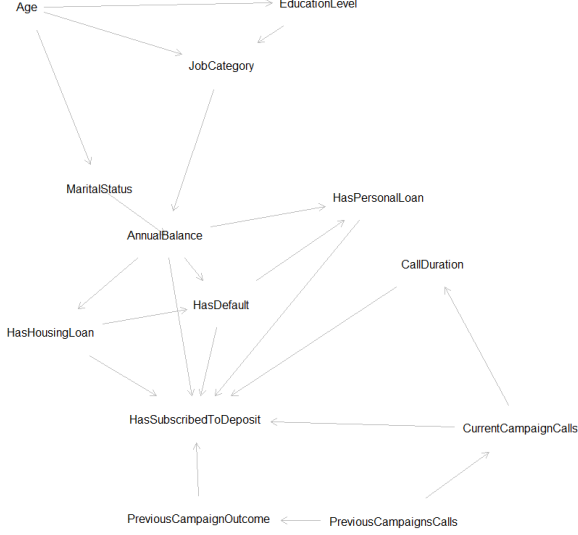 Age
EducationLevel
JobCategory
MaritalStatus
HasPersonalLoan
AnnualBalance
CallDuration
HasDefault
HasHousingLoan
HasSubscribedToDeposit
CurrentCampaignCalls
PreviousCampaignOutcome
PreviousCampaignsCalls